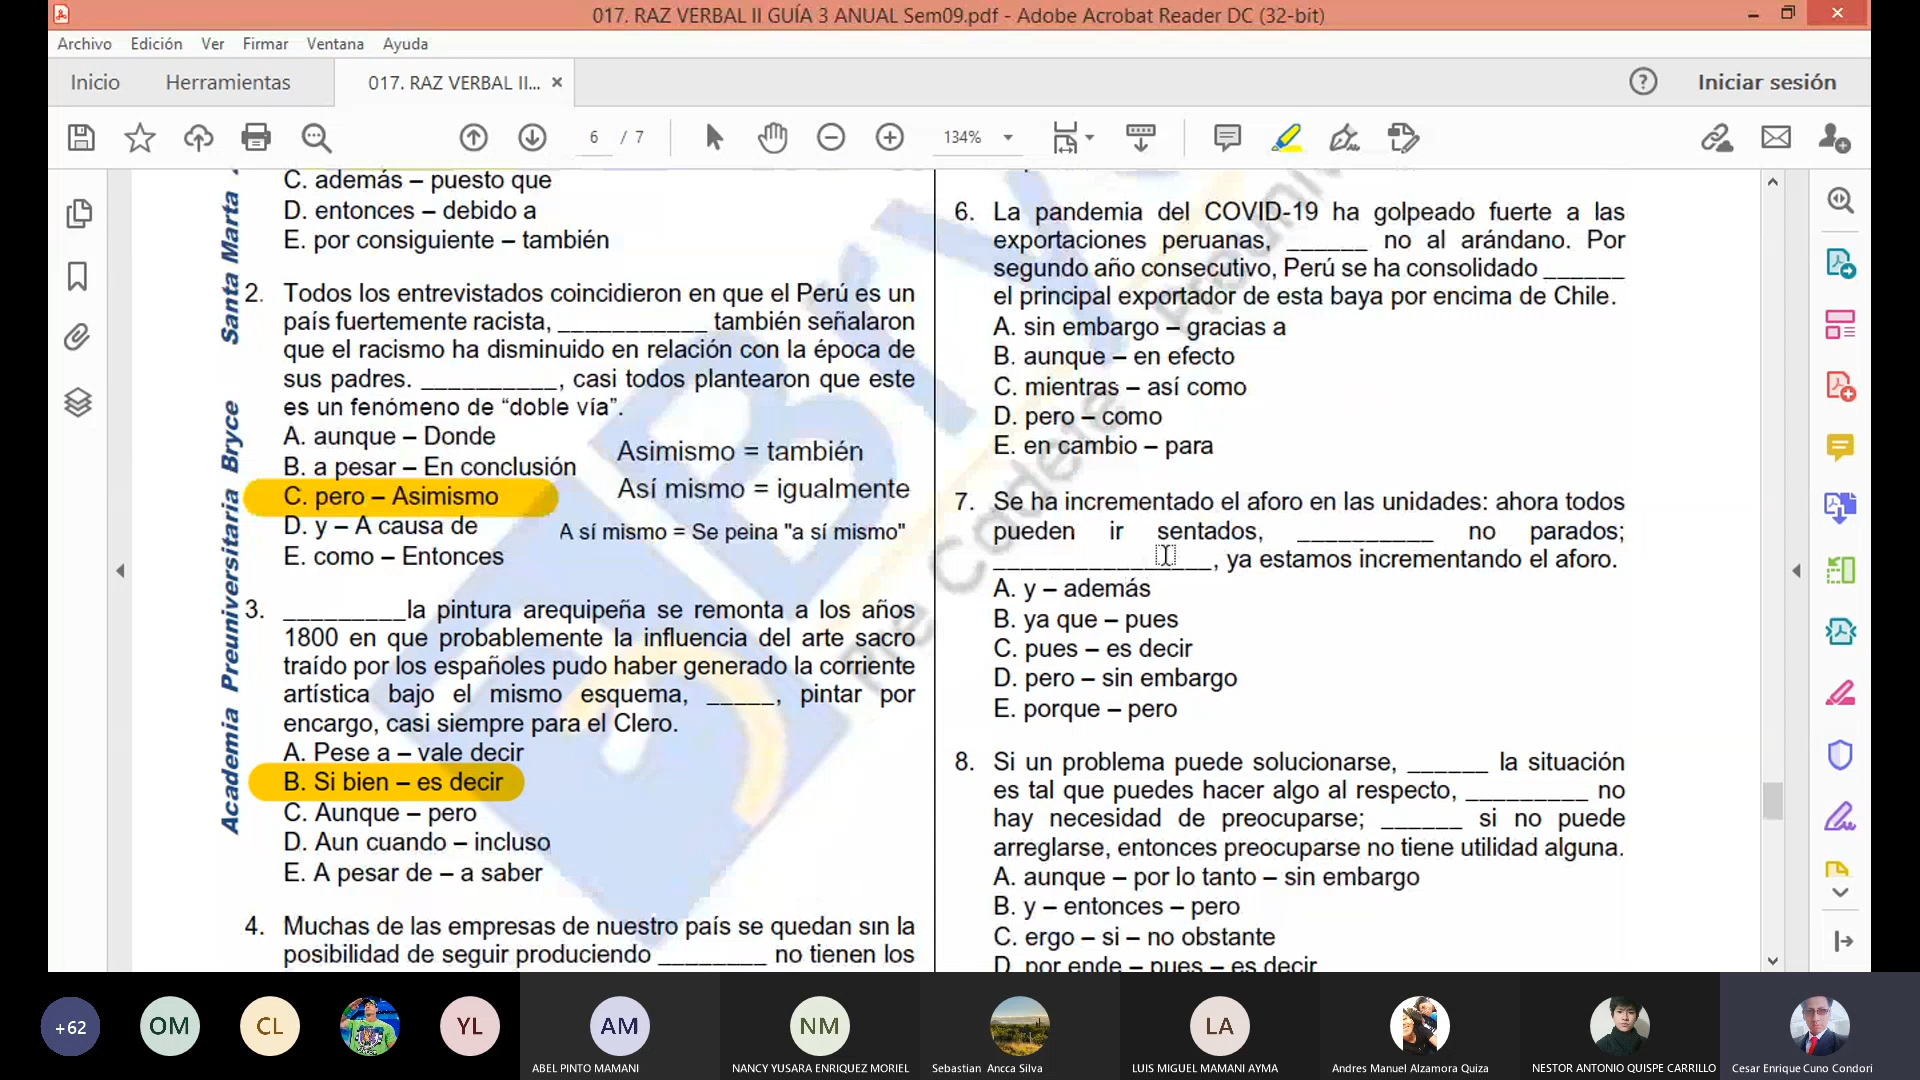 017. RAZ VERBAL II GUÍA 3 ANUAL Sem09.pdf - Adobe Acrobat Reader DC (32-bit)
Archivo Edición Ver Firmar Ventana Ayuda
Inicio Herramientas 017. RAZ VERBAL II... × Iniciar sesión
6 / 7 134%
Academia Preuniversitaria Bryce Santa Marta
C. además – puesto que
D. entonces – debido a
E. por consiguiente – también
2. Todos los entrevistados coincidieron en que el Perú es un
país fuertemente racista, ___________ también señalaron
que el racismo ha disminuido en relación con la época de
sus padres. __________, casi todos plantearon que este
es un fenómeno de “doble vía”.
A. aunque – Donde
B. a pesar – En conclusión
C. pero – Asimismo
D. y – A causa de
E. como – Entonces
Asimismo = también
Así mismo = igualmente
A sí mismo = Se peina "a sí mismo"
3. _________la pintura arequipeña se remonta a los años
1800 en que probablemente la influencia del arte sacro
traído por los españoles pudo haber generado la corriente
artística bajo el mismo esquema, _____, pintar por
encargo, casi siempre para el Clero.
A. Pese a – vale decir
B. Si bien – es decir
C. Aunque – pero
D. Aun cuando – incluso
E. A pesar de – a saber
4. Muchas de las empresas de nuestro país se quedan sin la
posibilidad de seguir produciendo ________ no tienen los
6. La pandemia del COVID-19 ha golpeado fuerte a las
exportaciones peruanas, ______ no al arándano. Por
segundo año consecutivo, Perú se ha consolidado ______
el principal exportador de esta baya por encima de Chile.
A. sin embargo – gracias a
B. aunque – en efecto
C. mientras – así como
D. pero – como
E. en cambio – para
7. Se ha incrementado el aforo en las unidades: ahora todos
pueden ir sentados, __________ no parados;
________________, ya estamos incrementando el aforo.
A. y – además
B. ya que – pues
C. pues – es decir
D. pero – sin embargo
E. porque – pero
8. Si un problema puede solucionarse, ______ la situación
es tal que puedes hacer algo al respecto, _________ no
hay necesidad de preocuparse; ______ si no puede
arreglarse, entonces preocuparse no tiene utilidad alguna.
A. aunque – por lo tanto – sin embargo
B. y – entonces – pero
C. ergo – si – no obstante
D. por ende – pues – es decir
+62 OM CL YL AM NM LA
ABEL PINTO MAMANI NANCY YUSARA ENRIQUEZ MORIEL Sebastian Ancca Silva LUIS MIGUEL MAMANI AYMA Andres Manuel Alzamora Quiza NESTOR ANTONIO QUISPE CARRILLO Cesar Enrique Cuno Condori